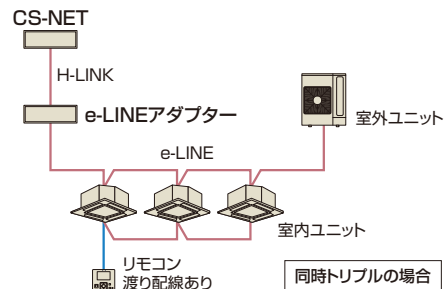 CS-NET
H-LINK
e-LINEアダプター
室外ユニット
e-LINE
室内ユニット
リモコン
渡り配線あり
同時トリプルの場合